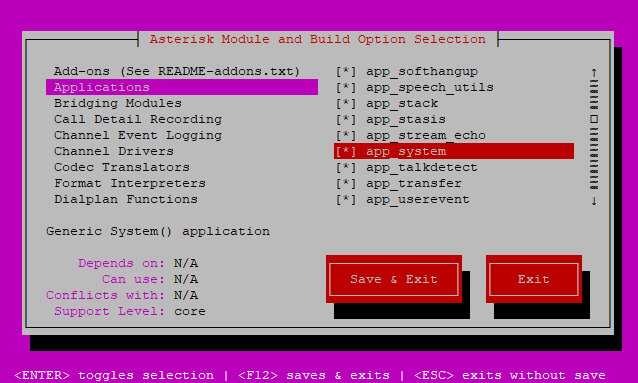 Asterisk Module and Build Option Selection
Add-ons (See README-addons.txt) [*] app_softhangup ↑
Applications [*] app_speech_utils
Bridging Modules [*] app_stack
Call Detail Recording [*] app_stasis
Channel Event Logging [*] app_stream_echo
Channel Drivers [*] app_system
Codec Translators [*] app_talkdetect
Format Interpreters [*] app_transfer
Dialplan Functions [*] app_userevent ↓
Generic System() application
Depends on: N/A
Can use: N/A
Conflicts with: N/A
Support Level: core
Save & Exit Exit
<ENTER> toggles selection | <F12> saves & exits | <ESC> exits without save